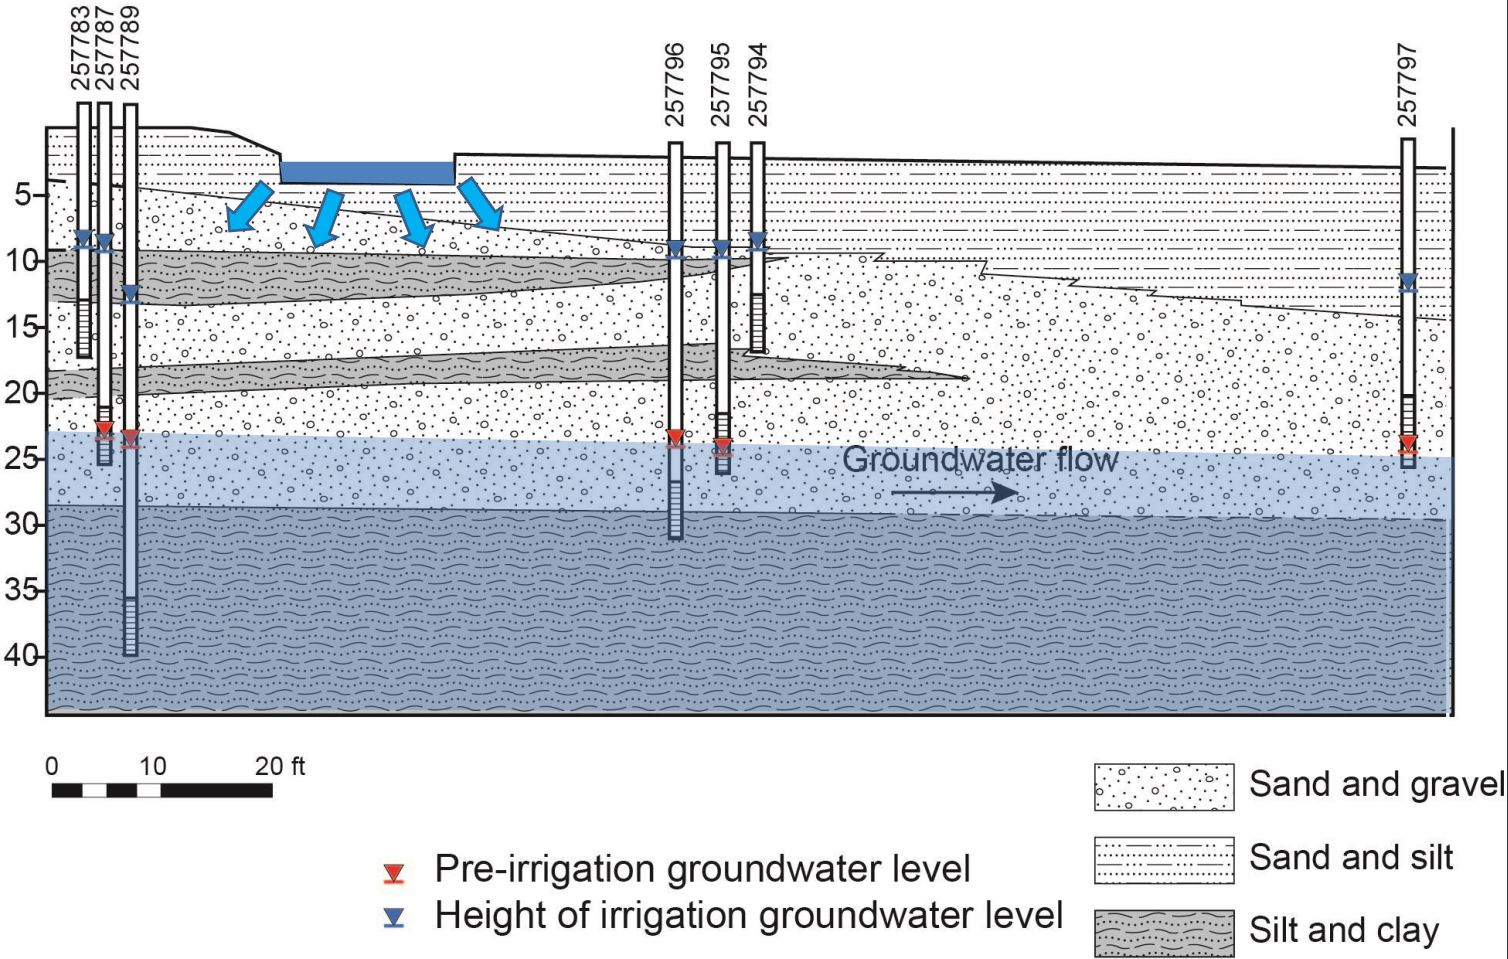 257783
257787
257789
257796
257795
257794
257797
5
10
15
20
25
30
35
40
Groundwater flow
0 10 20 ft
Pre-irrigation groundwater level
Height of irrigation groundwater level
Sand and gravel
Sand and silt
Silt and clay